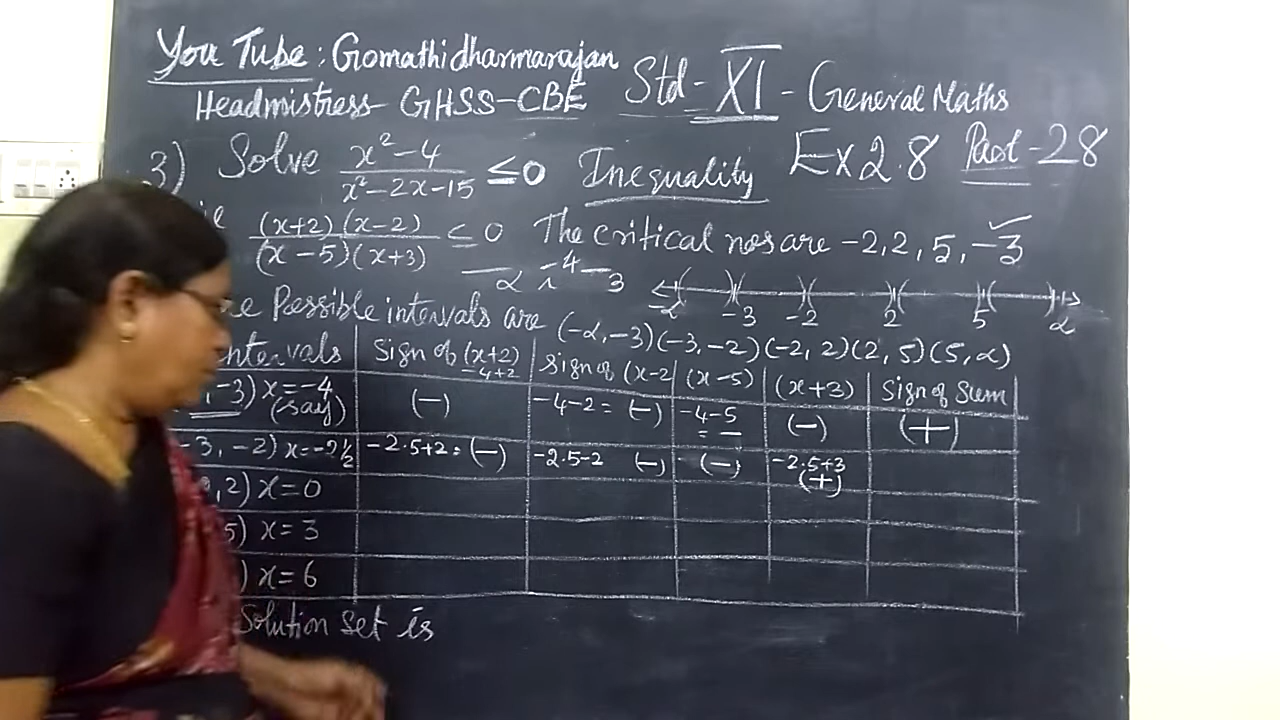 You Tube : Gomathidharmarajan
Headmistress - GHSS-CBE Std - XI - General Maths
3) Solve x²-4 / x²-2x-15 ≤0 Inequality Ex 2.8 Part - 28
(x+2)(x-2) / (x-5)(x+3) ≤ 0 The critical nos are -2, 2, 5, -3
-α -4 -3
-α -3 -2 2 5 α
Possible intervals are (-α, -3)(-3, -2)(-2, 2)(2, 5)(5, α)
Intervals Sign of (x+2) Sign of (x-2 (x-5) (x+3) Sign of Sum
-4+2
, -3) x=-4 (say) (-) -4-2 = (-) -4-5 = - (-) (+)
-3, -2) x=-2½ -2.5+2 = (-) -2.5-2 (-) (-) -2.5+3 (+)
, 2) x=0
5) x=3
) x=6
Solution set is